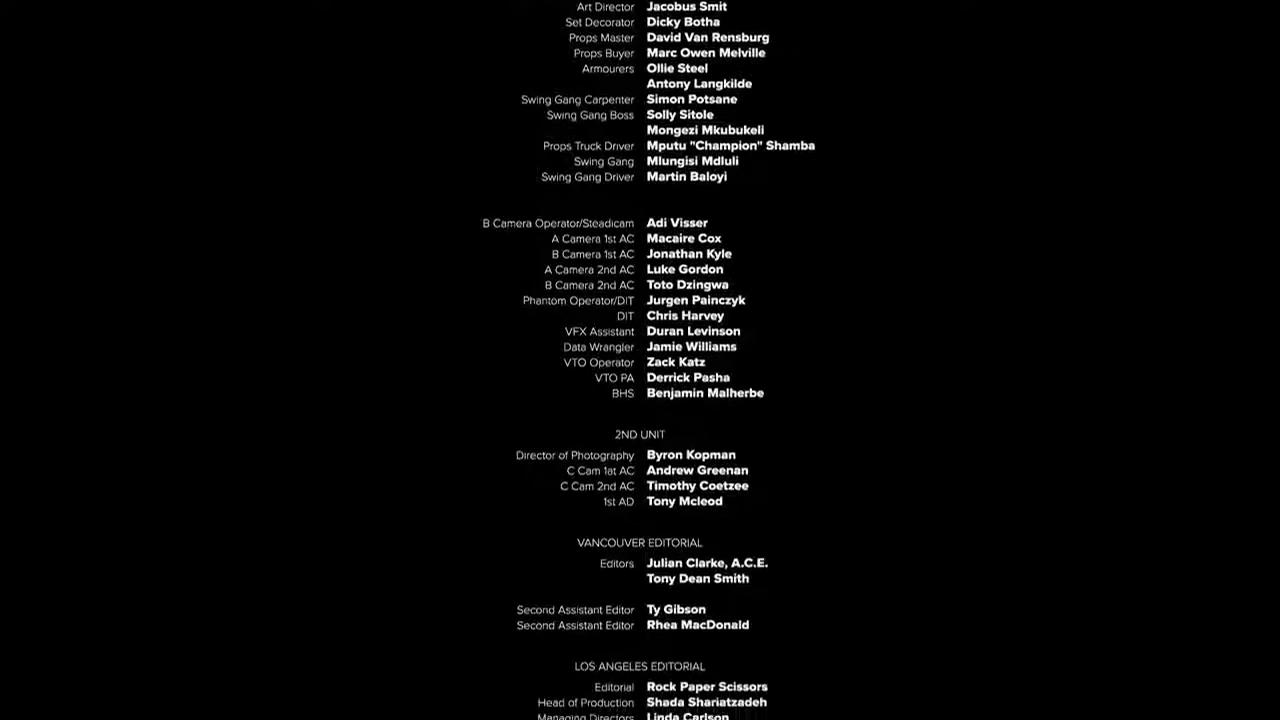 Art Director Jacobus Smit
Set Decorator Dicky Botha
Props Master David Van Rensburg
Props Buyer Marc Owen Melville
Armourers Ollie Steel
Antony Langkilde
Swing Gang Carpenter Simon Potsane
Swing Gang Boss Solly Sitole
Mongezi Mkubukeli
Props Truck Driver Mputu "Champion" Shamba
Swing Gang Mlungisi Mdluli
Swing Gang Driver Martin Baloyi
B Camera Operator/Steadicam Adi Visser
A Camera 1st AC Macaire Cox
B Camera 1st AC Jonathan Kyle
A Camera 2nd AC Luke Gordon
B Camera 2nd AC Toto Dzingwa
Phantom Operator/DIT Jurgen Painczyk
DIT Chris Harvey
VFX Assistant Duran Levinson
Data Wrangler Jamie Williams
VTO Operator Zack Katz
VTO PA Derrick Pasha
BHS Benjamin Malherbe
2ND UNIT
Director of Photography Byron Kopman
C Cam 1at AC Andrew Greenan
C Cam 2nd AC Timothy Coetzee
1st AD Tony Mcleod
VANCOUVER EDITORIAL
Editors Julian Clarke, A.C.E.
Tony Dean Smith
Second Assistant Editor Ty Gibson
Second Assistant Editor Rhea MacDonald
LOS ANGELES EDITORIAL
Editorial Rock Paper Scissors
Head of Production Shada Shariatzadeh
Managing Directors Linda Carlson